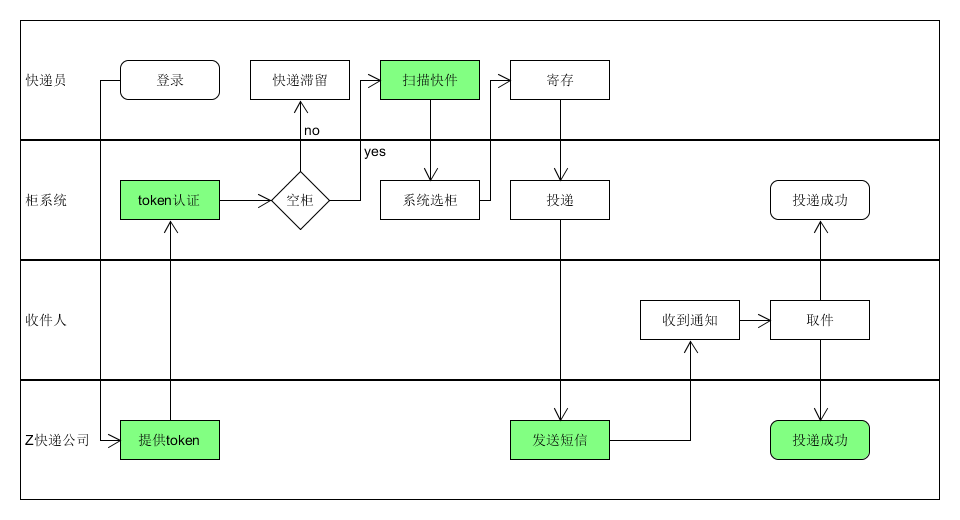 快递员
登录
快递滞留
扫描快件
寄存
no
yes
柜系统
token认证
空柜
系统选柜
投递
投递成功
收件人
收到通知
取件
Z快递公司
提供token
发送短信
投递成功